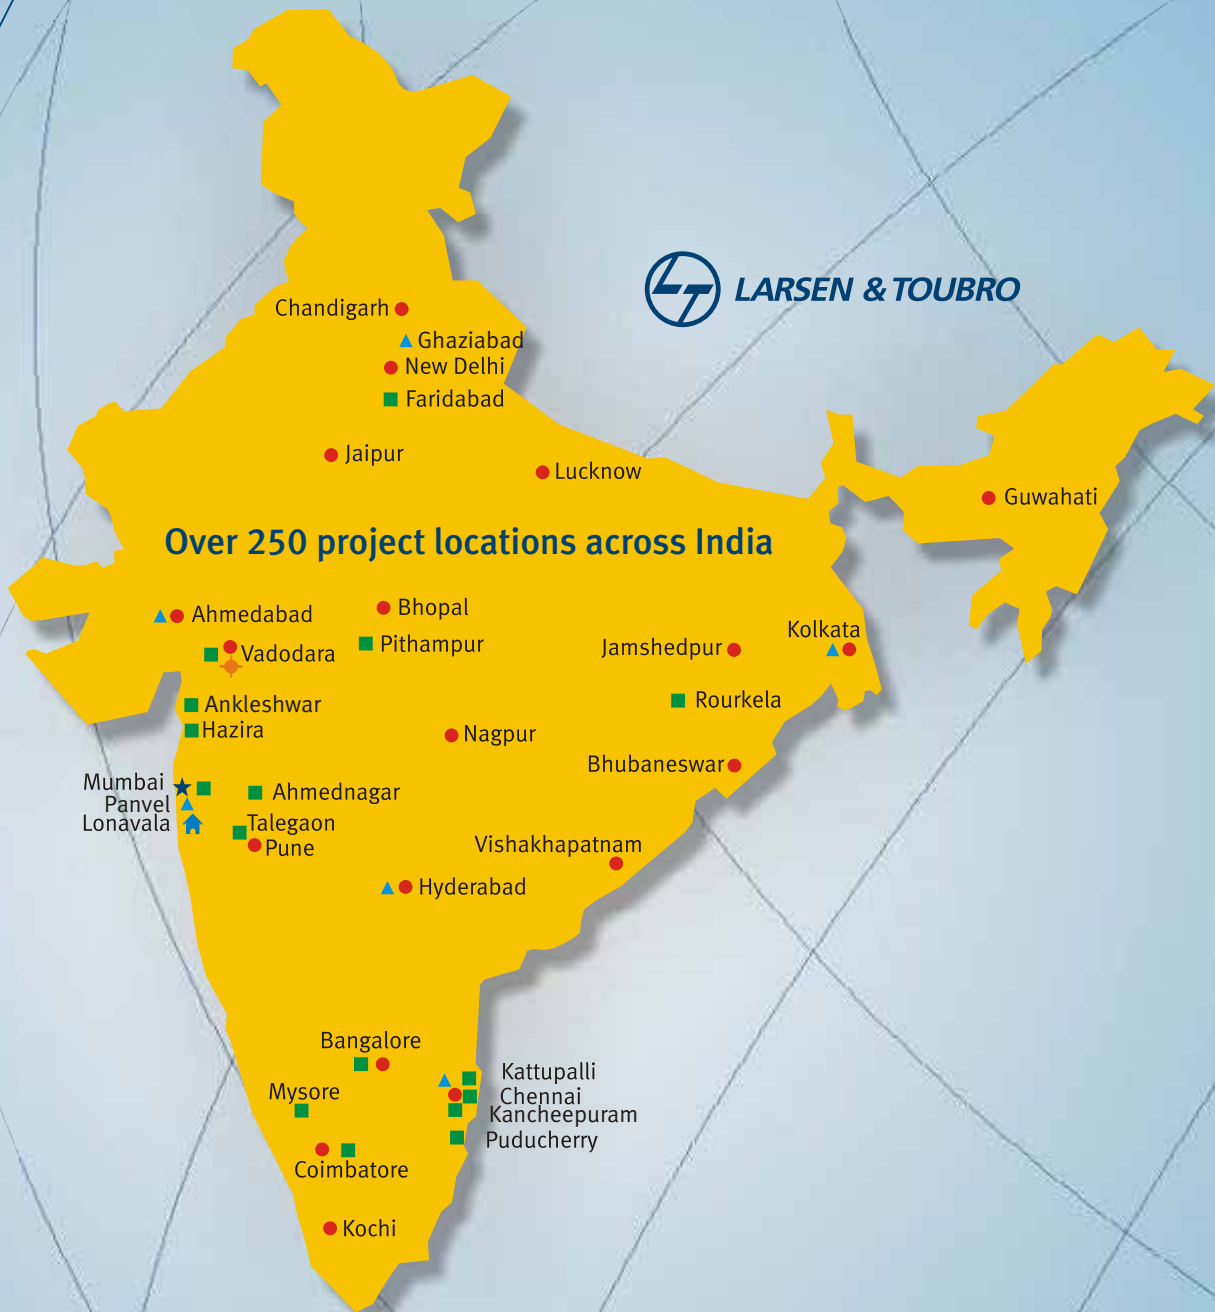 LARSEN & TOUBRO
Chandigarh
Ghaziabad
New Delhi
Faridabad
Jaipur
Lucknow
Guwahati
Over 250 project locations across India
Ahmedabad
Bhopal
Kolkata
Vadodara
Pithampur
Jamshedpur
Ankleshwar
Rourkela
Hazira
Nagpur
Bhubaneswar
Mumbai
Ahmednagar
Panvel
Lonavala
Talegaon
Pune
Vishakhapatnam
Hyderabad
Bangalore
Kattupalli
Mysore
Chennai
Kancheepuram
Puducherry
Coimbatore
Kochi